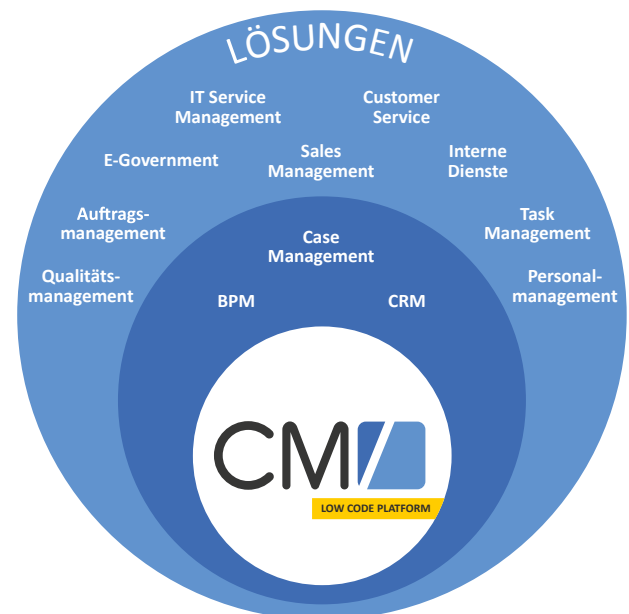 LÖSUNGEN
IT Service
Management
Customer
Service
E-Government
Sales
Management
Interne
Dienste
Auftrags-
management
Task
Management
Qualitäts-
management
Personal-
management
Case
Management
BPM
CRM
CM/
LOW CODE PLATFORM